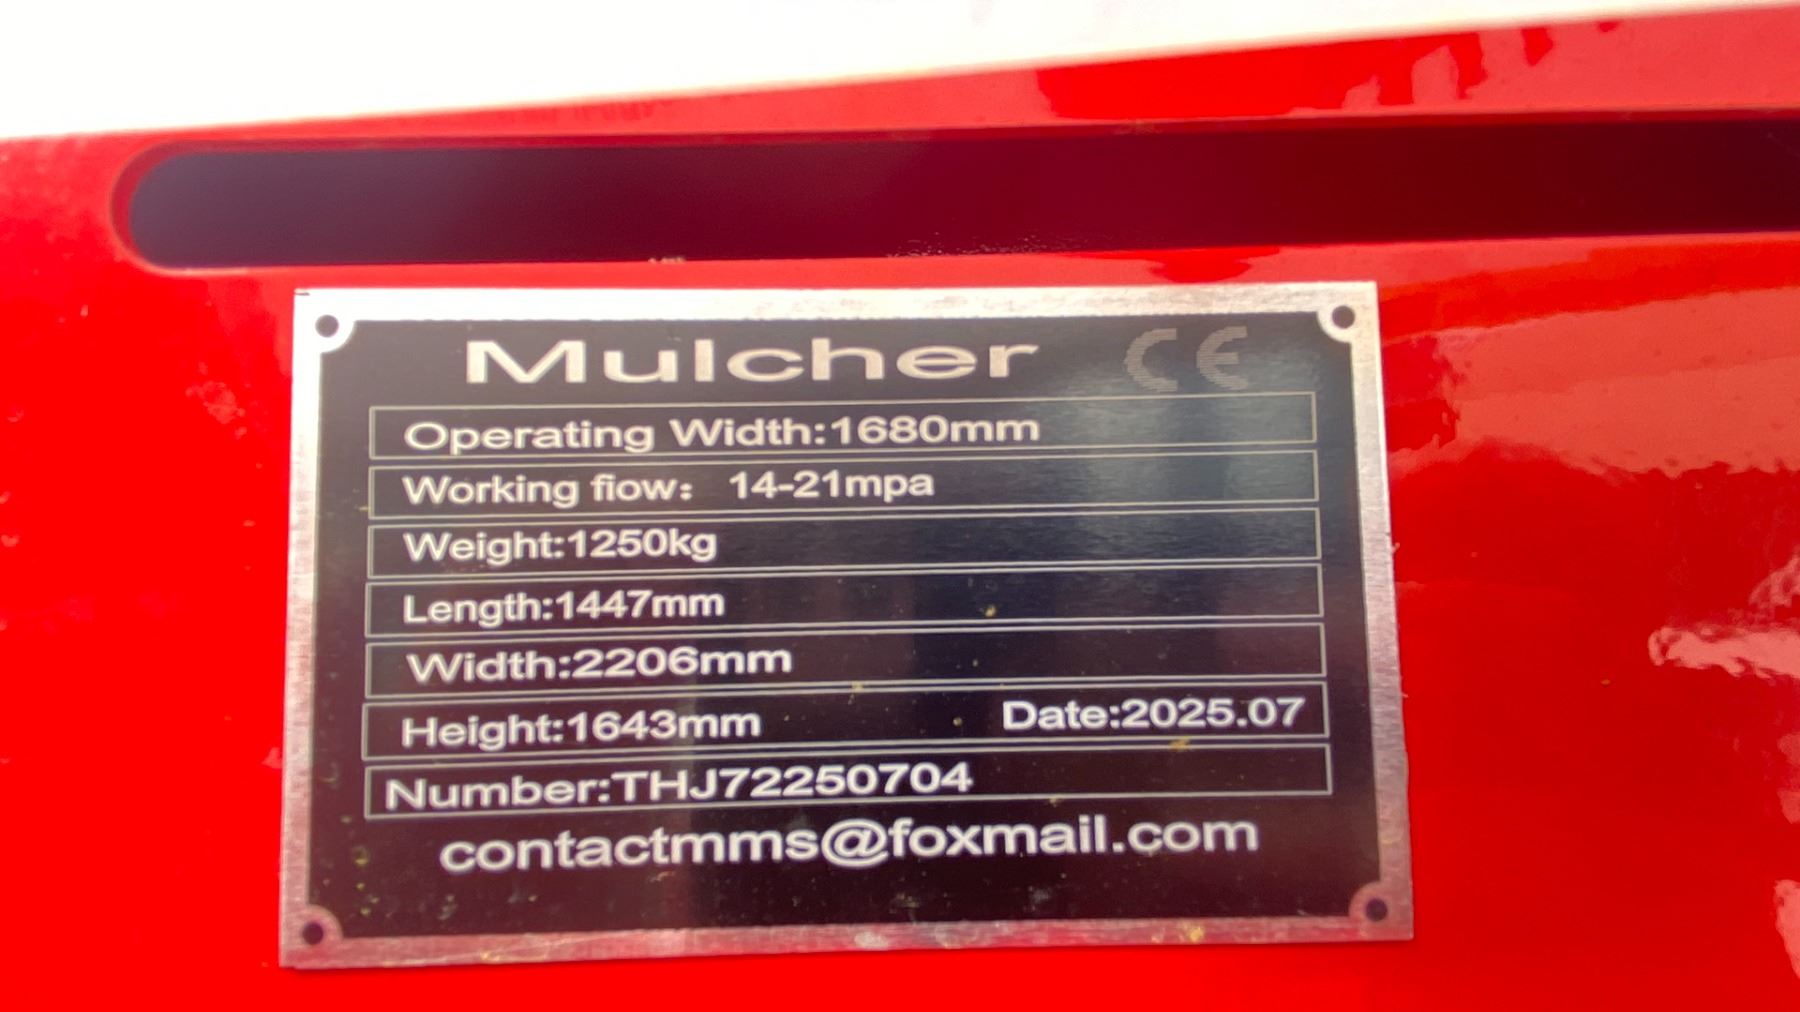 Mulcher CE
Operating Width:1680mm
Working fiow: 14-21mpa
Weight:1250kg
Length:1447mm
Width:2206mm
Height:1643mm Date:2025.07
Number:THJ72250704
contactmms@foxmail.com